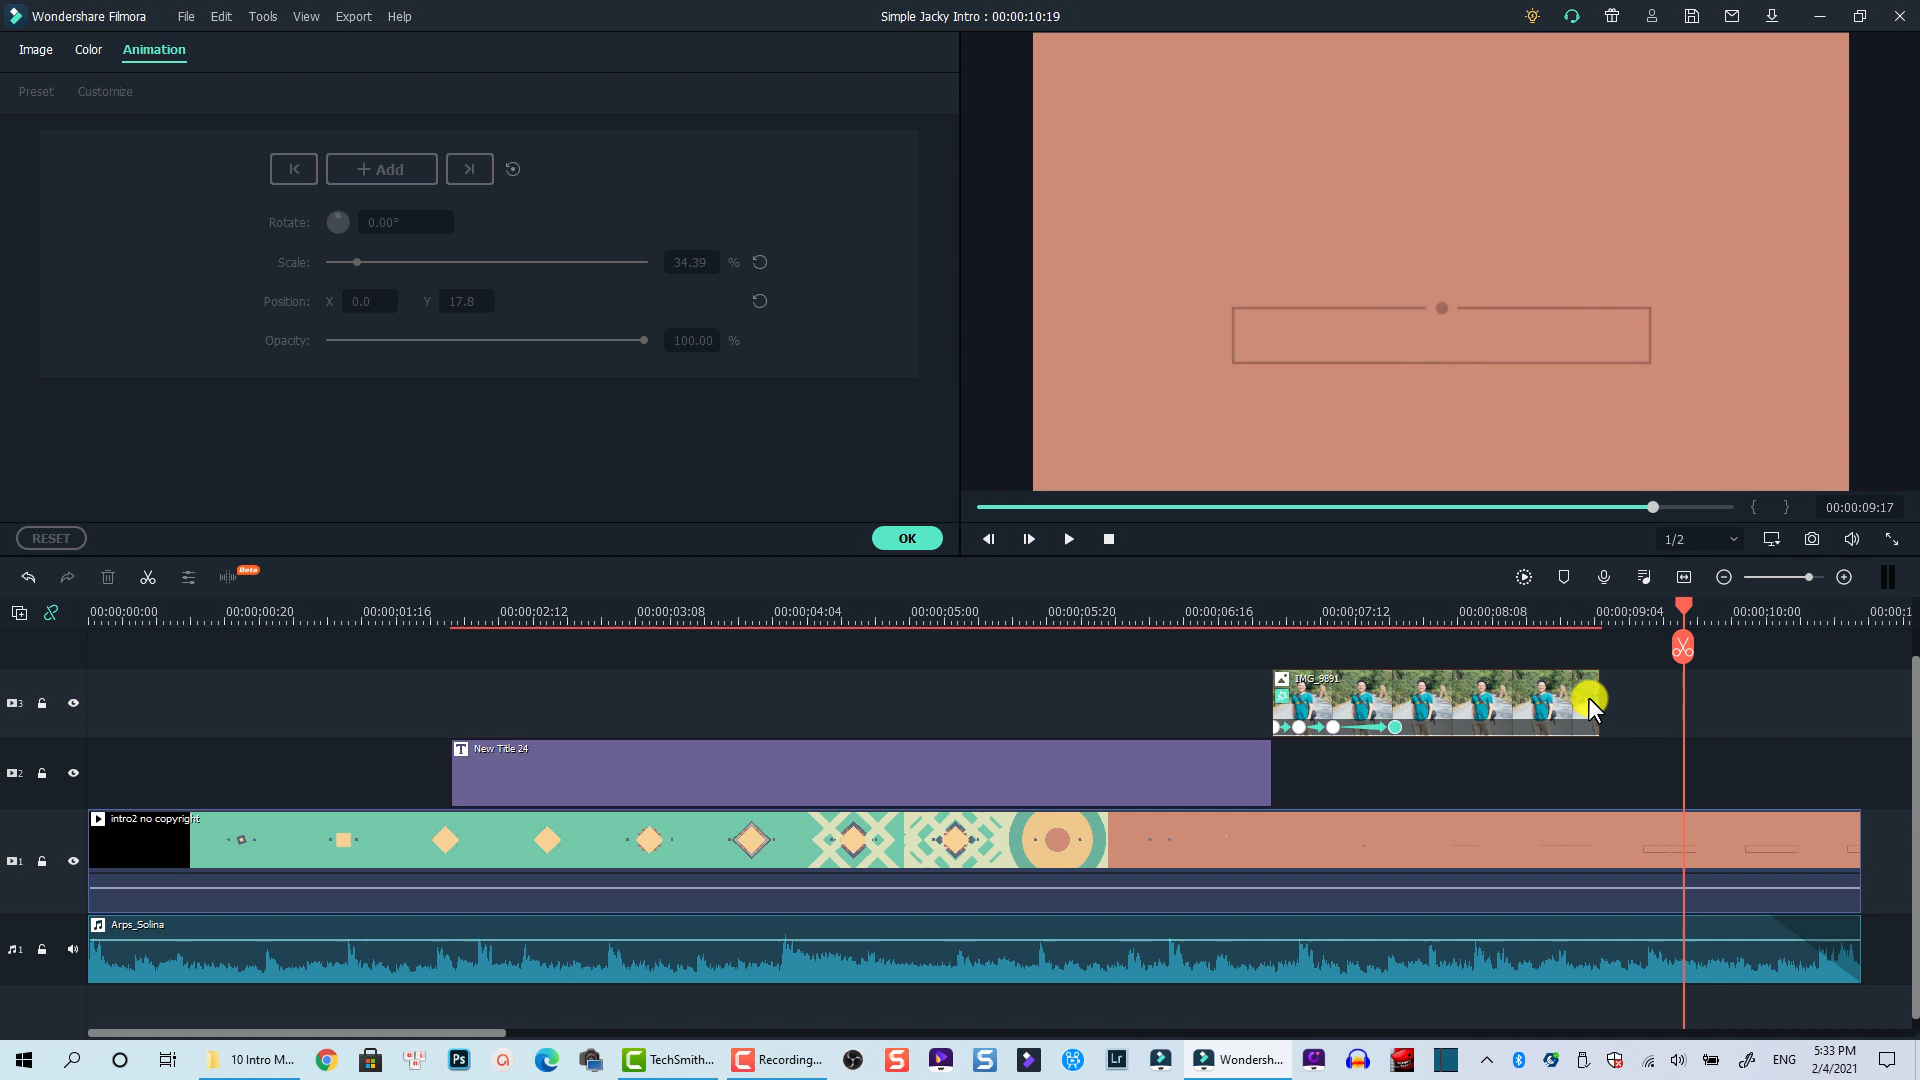 Wondershare Filmora File Edit Tools View Export Help Simple Jacky Intro : 00:00:10:19
Image Color Animation
Preset Customize
+ Add
Rotate: 0.00°
Scale: 34.39 %
Position: X 0.0 Y 17.8
Opacity: 100.00 %
00:00:09:17
RESET OK 1/2
Beta
00:00:00:00 00:00:00:20 00:00:01:16 00:00:02:12 00:00:03:08 00:00:04:04 00:00:05:00 00:00:05:20 00:00:06:16 00:00:07:12 00:00:08:08 00:00:09:04 00:00:10:00 00:00:1
3 IMG_9891
2 T New Title 24
1 intro2 no copyright
1 Arps_Solina
10 Intro M... Ps TechSmith... Recording... Lr Wondersh... ENG 5:33 PM
2/4/2021